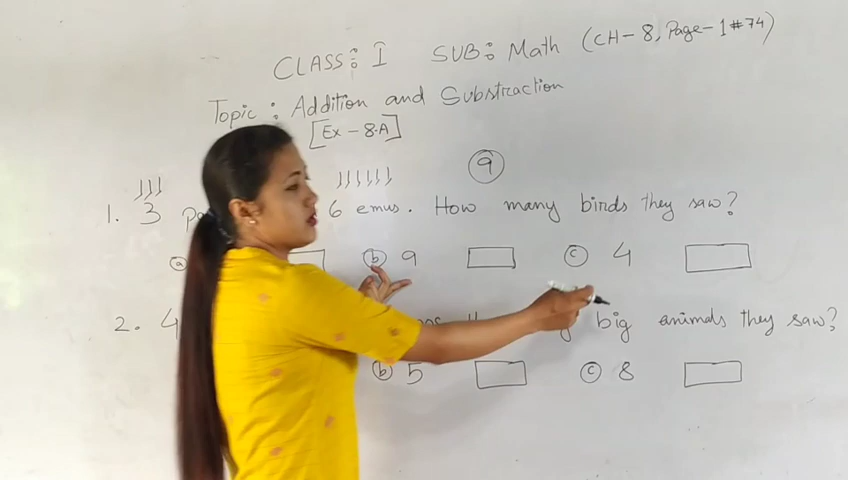 CLASS: I SUB: Math (CH-8, Page-1#74)
Topic: Addition and Substraction
[Ex-8.A]
9
1. 3 6 emus. How many birds they saw?
(b) 9 (c) 4
2. 4 big animals they saw?
(b) 5 (c) 8